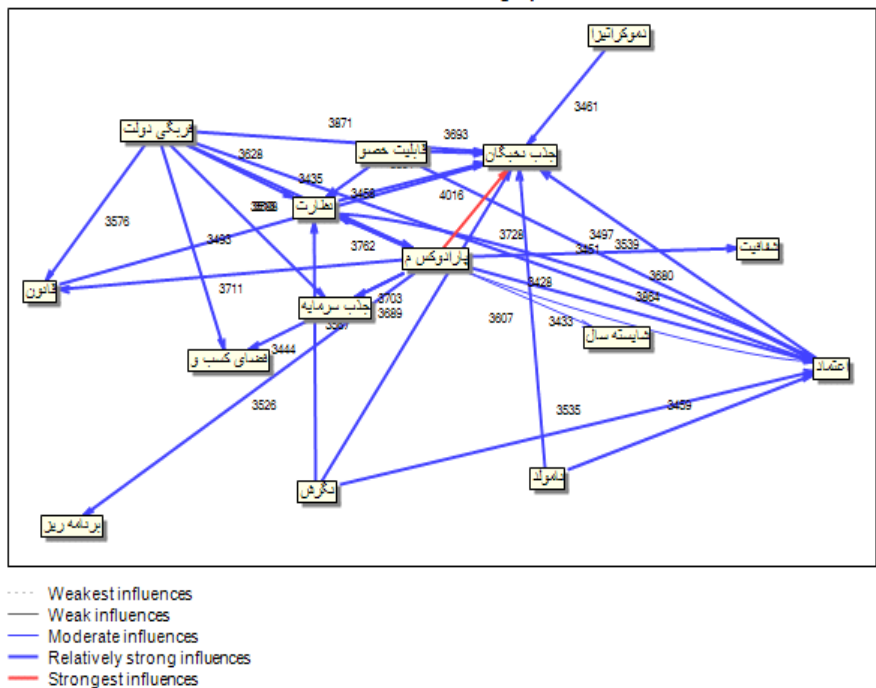 دموکراتیزا
3461
فربگی دولت
3871
3693
قابلیت حضو
جذب نخبگان
3628
3435
3458
4016
نظارت
3576
3493
3762
3728
3497
3451
3539
شفافیت
پارادوکس م
3680
3711
3703
3428
3864
قانون
جذب سرمایه
3689
3607
3433
شایسته سال
3444
فضای کسب و
اعتماد
3526
3535
3459
نگرش
نامولد
برنامه ریز
Weakest influences
Weak influences
Moderate influences
Relatively strong influences
Strongest influences